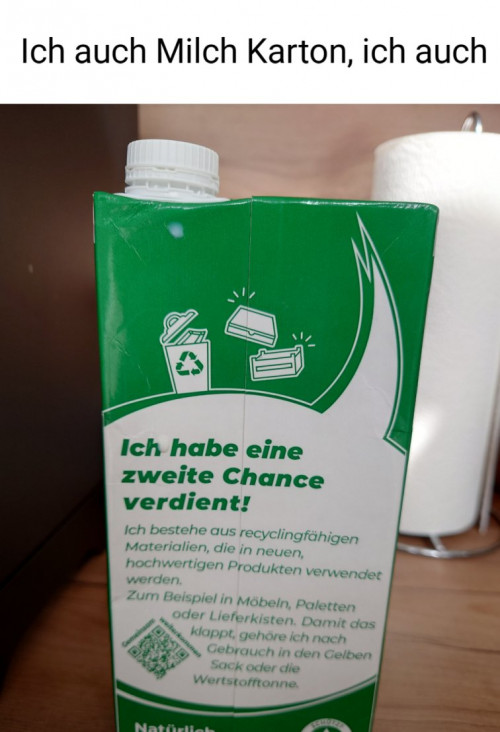 Ich auch Milch Karton, ich auch
Ich habe eine
zweite Chance
verdient!
Ich bestehe aus recyclingfähigen
Materialien, die in neuen,
hochwertigen Produkten verwendet
werden.
Zum Beispiel in Möbeln, Paletten
oder Lieferkisten. Damit das
klappt, gehöre ich nach
Gebrauch in den Gelben
Sack oder die
Wertstofftonne.
Natürlich